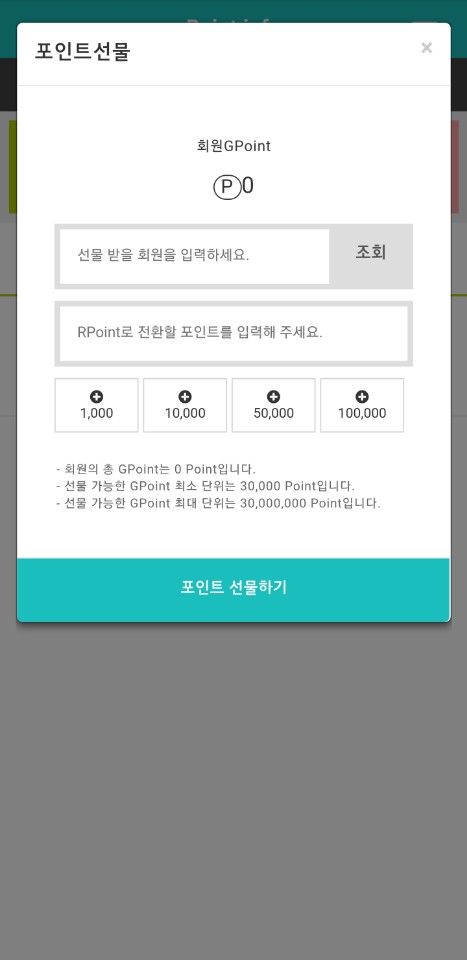 포인트선물
×
회원GPoint
Ⓟ0
선물 받을 회원을 입력하세요.
조회
RPoint로 전환할 포인트를 입력해 주세요.
1,000
10,000
50,000
100,000
- 회원의 총 GPoint는 0 Point입니다.
- 선물 가능한 GPoint 최소 단위는 30,000 Point입니다.
- 선물 가능한 GPoint 최대 단위는 30,000,000 Point입니다.
포인트 선물하기